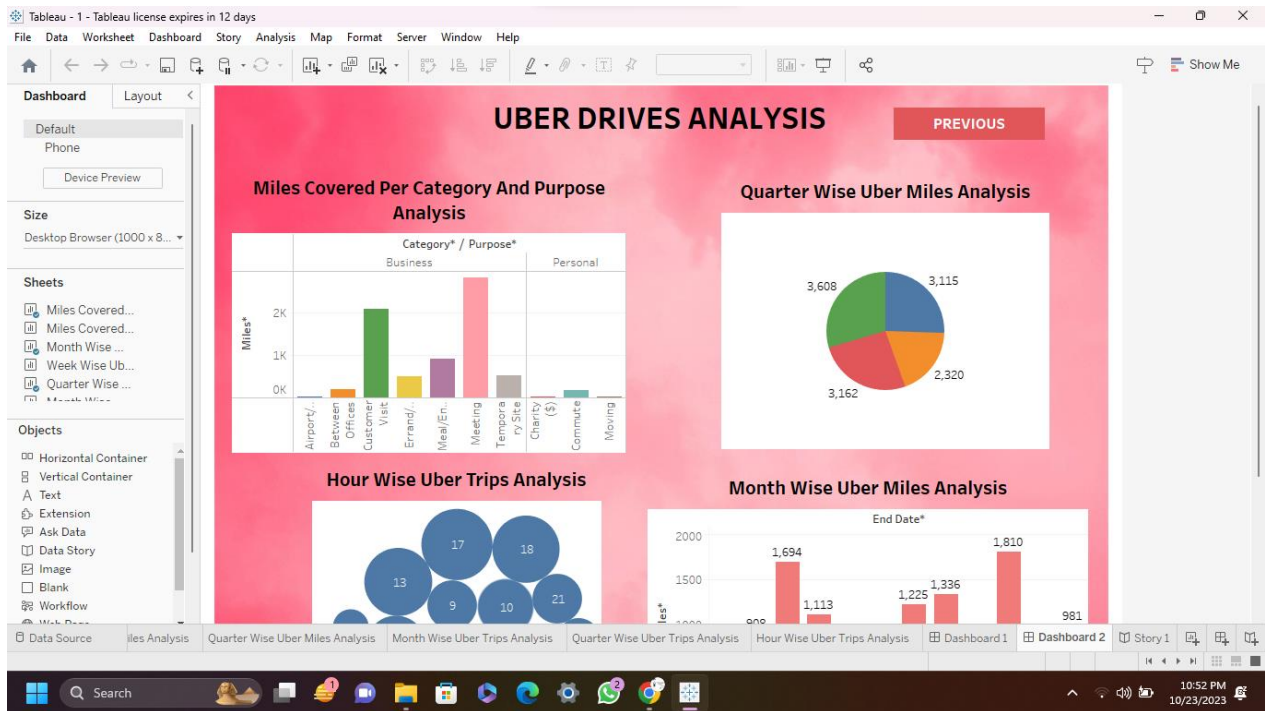 Tableau - 1 - Tableau license expires in 12 days
File Data Worksheet Dashboard Story Analysis Map Format Server Window Help
Show Me
Dashboard Layout
Default
Phone
Device Preview
Size
Desktop Browser (1000 x 8...
Sheets
Miles Covered...
Miles Covered...
Month Wise ...
Week Wise Ub...
Quarter Wise ...
Objects
Horizontal Container
Vertical Container
A Text
Extension
Ask Data
Data Story
Image
Blank
Workflow
UBER DRIVES ANALYSIS
PREVIOUS
Miles Covered Per Category And Purpose
Analysis
Category* / Purpose*
Business Personal
Miles*
2K
1K
0K
Airport/..
Between
Offices
Customer
Visit
Errand/..
Meal/En..
Meeting
Tempora
ry Site
Charity
($)
Commute
Moving
Quarter Wise Uber Miles Analysis
3,608
3,115
2,320
3,162
Hour Wise Uber Trips Analysis
17
18
13
9
10
21
Month Wise Uber Miles Analysis
End Date*
2000
1500
1,694
1,113
1,225
1,336
1,810
981
Data Source iles Analysis Quarter Wise Uber Miles Analysis Month Wise Uber Trips Analysis Quarter Wise Uber Trips Analysis Hour Wise Uber Trips Analysis Dashboard 1 Dashboard 2 Story 1
Search
1
2
10:52 PM
10/23/2023